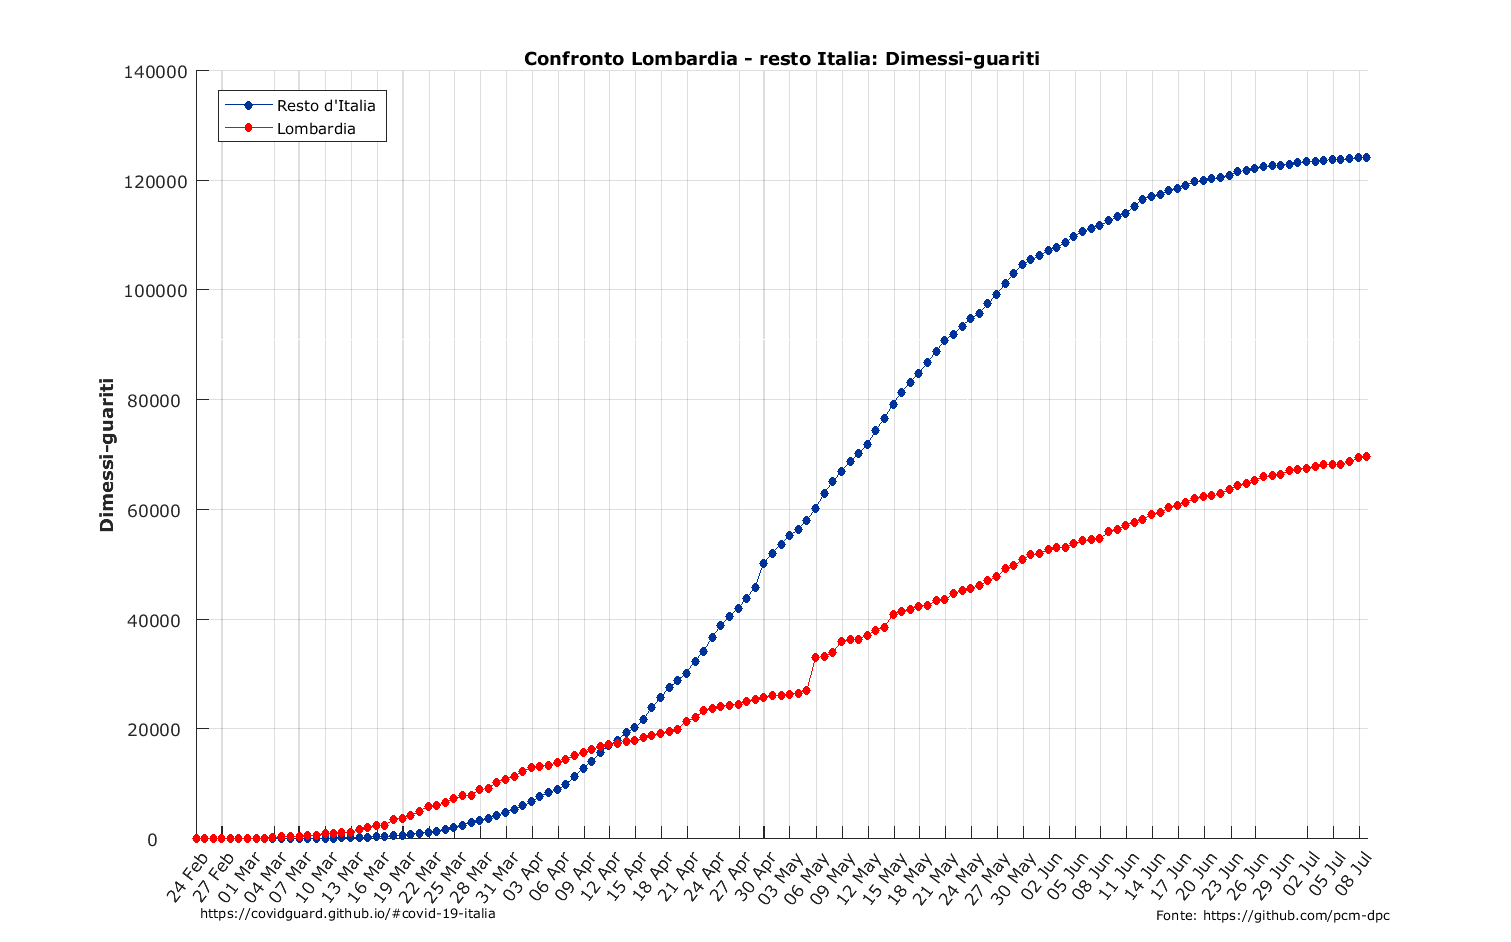 Confronto Lombardia - resto Italia: Dimessi-guariti
140000
120000
100000
80000
60000
40000
20000
0
Dimessi-guariti
Resto d'Italia
Lombardia
24 Feb
27 Feb
01 Mar
04 Mar
07 Mar
10 Mar
13 Mar
16 Mar
19 Mar
22 Mar
25 Mar
28 Mar
31 Mar
03 Apr
06 Apr
09 Apr
12 Apr
15 Apr
18 Apr
21 Apr
24 Apr
27 Apr
30 Apr
03 May
06 May
09 May
12 May
15 May
18 May
21 May
24 May
27 May
30 May
02 Jun
05 Jun
08 Jun
11 Jun
14 Jun
17 Jun
20 Jun
23 Jun
26 Jun
29 Jun
02 Jul
05 Jul
08 Jul
https://covidguard.github.io/#covid-19-italia
Fonte: https://github.com/pcm-dpc